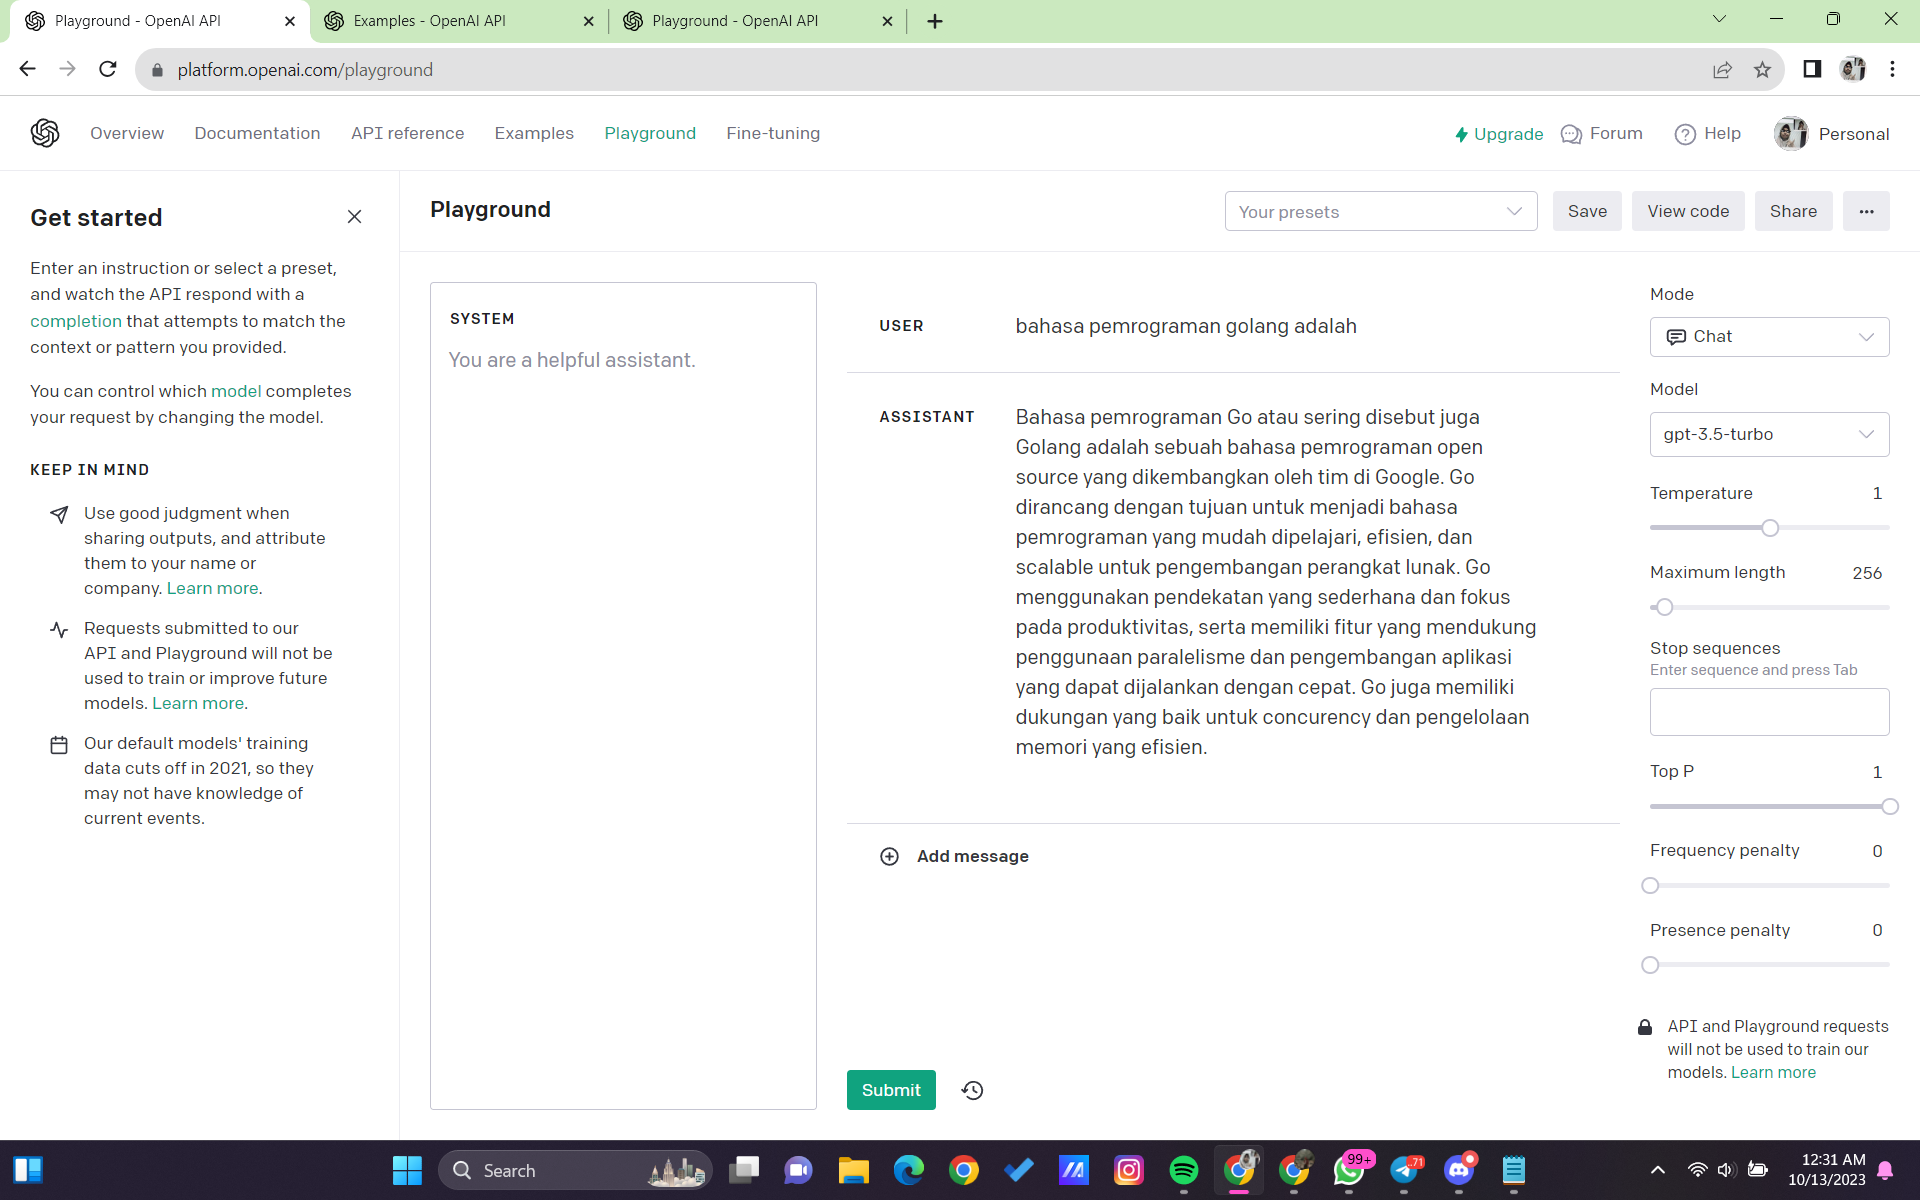 Playground - OpenAI API
Examples - OpenAI API
Playground - OpenAI API
platform.openai.com/playground
Overview
Documentation
API reference
Examples
Playground
Fine-tuning
Upgrade
Forum
Help
Personal
Get started
Enter an instruction or select a preset,
and watch the API respond with a
completion that attempts to match the
context or pattern you provided.
You can control which model completes
your request by changing the model.
KEEP IN MIND
Use good judgment when
sharing outputs, and attribute
them to your name or
company. Learn more.
Requests submitted to our
API and Playground will not be
used to train or improve future
models. Learn more.
Our default models' training
data cuts off in 2021, so they
may not have knowledge of
current events.
Playground
Your presets
Save
View code
Share
SYSTEM
You are a helpful assistant.
USER
bahasa pemrograman golang adalah
ASSISTANT
Bahasa pemrograman Go atau sering disebut juga
Golang adalah sebuah bahasa pemrograman open
source yang dikembangkan oleh tim di Google. Go
dirancang dengan tujuan untuk menjadi bahasa
pemrograman yang mudah dipelajari, efisien, dan
scalable untuk pengembangan perangkat lunak. Go
menggunakan pendekatan yang sederhana dan fokus
pada produktivitas, serta memiliki fitur yang mendukung
penggunaan paralelisme dan pengembangan aplikasi
yang dapat dijalankan dengan cepat. Go juga memiliki
dukungan yang baik untuk concurency dan pengelolaan
memori yang efisien.
Add message
Submit
Mode
Chat
Model
gpt-3.5-turbo
Temperature 1
Maximum length 256
Stop sequences
Enter sequence and press Tab
Top P 1
Frequency penalty 0
Presence penalty 0
API and Playground requests
will not be used to train our
models. Learn more
Search
99+
71
12:31 AM
10/13/2023